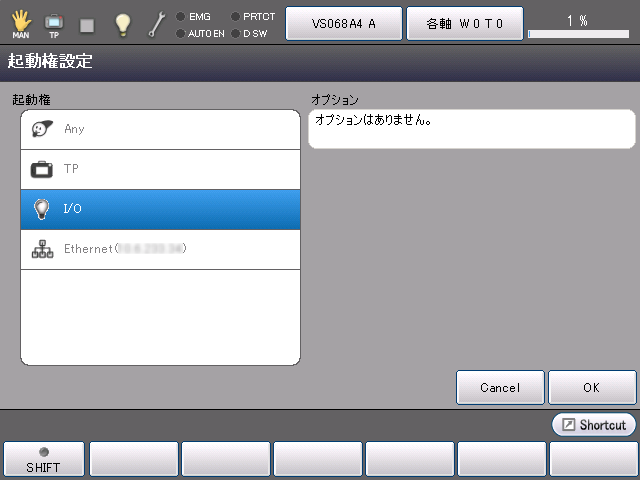 MAN
TP
EMG
PRTCT
AUTO EN
D SW
VS068A4 A
各軸 W 0 T 0
1 %
起動権設定
起動権
オプション
Any
オプションはありません。
TP
I/O
Ethernet( )
Cancel
OK
Shortcut
SHIFT